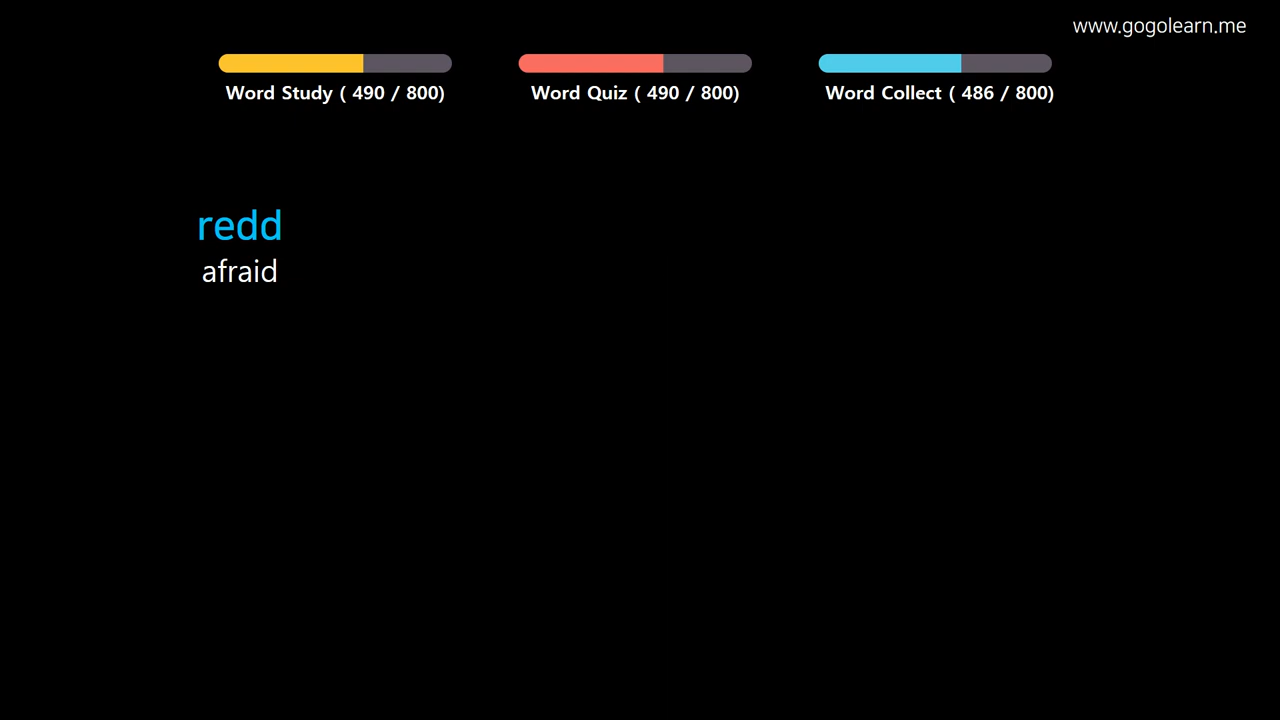 www.gogolearn.me
Word Study ( 490 / 800)
Word Quiz ( 490 / 800)
Word Collect ( 486 / 800)
redd
afraid